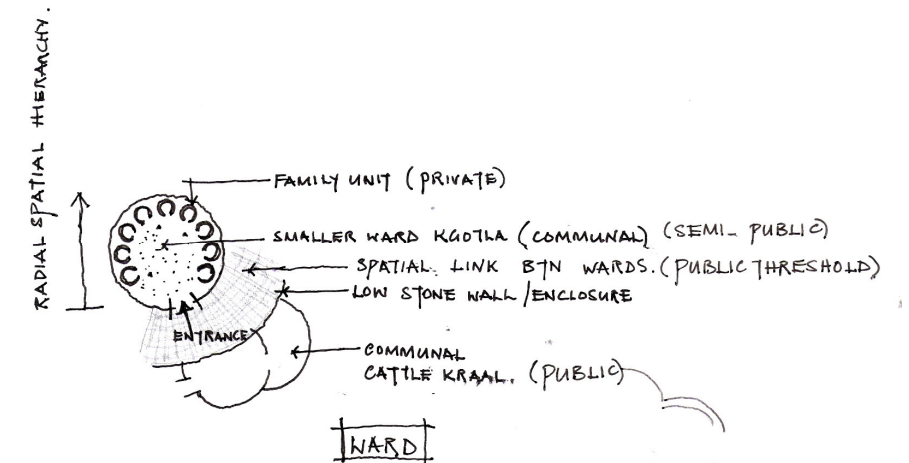 RADIAL SPATIAL HIERARCHY.
FAMILY UNIT (PRIVATE)
SMALLER WARD KGOTLA (COMMUNAL) (SEMI-PUBLIC)
SPATIAL LINK BTN WARDS. (PUBLIC THRESHOLD)
LOW STONE WALL/ENCLOSURE
ENTRANCE
COMMUNAL
CATTLE KRAAL. (PUBLIC)
WARD